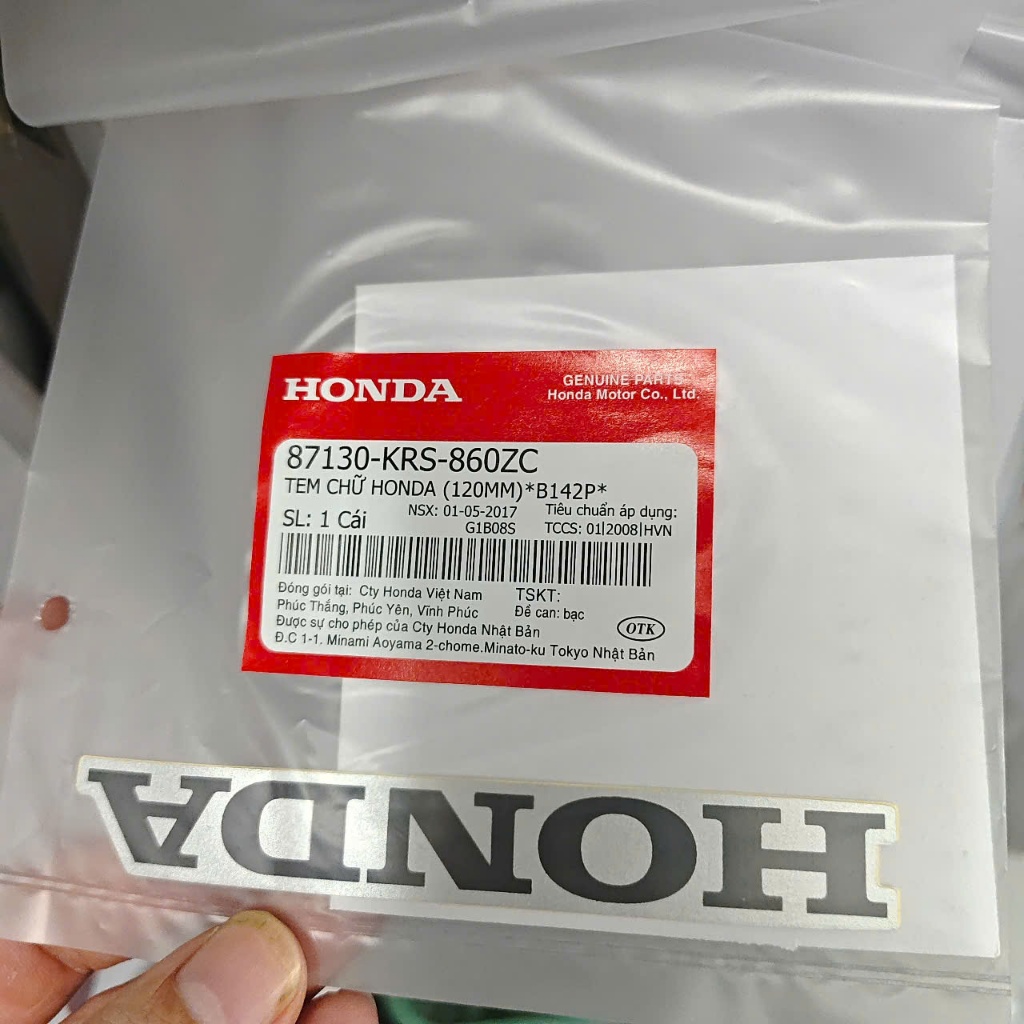 HONDA
GENUINE PARTS
Honda Motor Co., Ltd.
87130-KRS-860ZC
TEM CHỮ HONDA (120MM)*B142P*
SL: 1 Cái
NSX: 01-05-2017
G1B08S
Tiêu chuẩn áp dụng:
TCCS: 01|2008|HVN
Đóng gói tại: Cty Honda Việt Nam
Phúc Thắng, Phúc Yên, Vĩnh Phúc
TSKT:
Đề can: bạc
Được sự cho phép của Cty Honda Nhật Bản
Đ.C 1-1. Minami Aoyama 2-chome.Minato-ku Tokyo Nhật Bản
OTK
HONDA